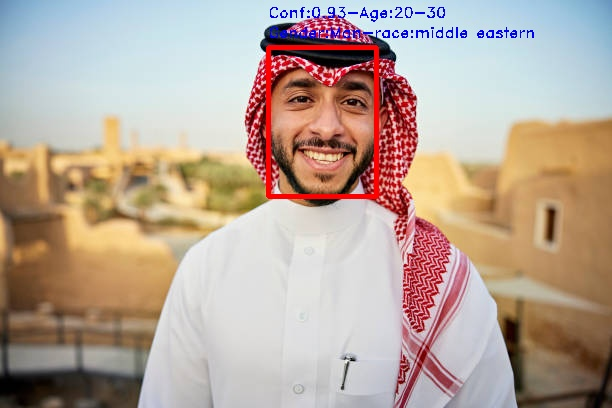 Conf:0.93-Age:20-30
Gender:Man-race:middle eastern